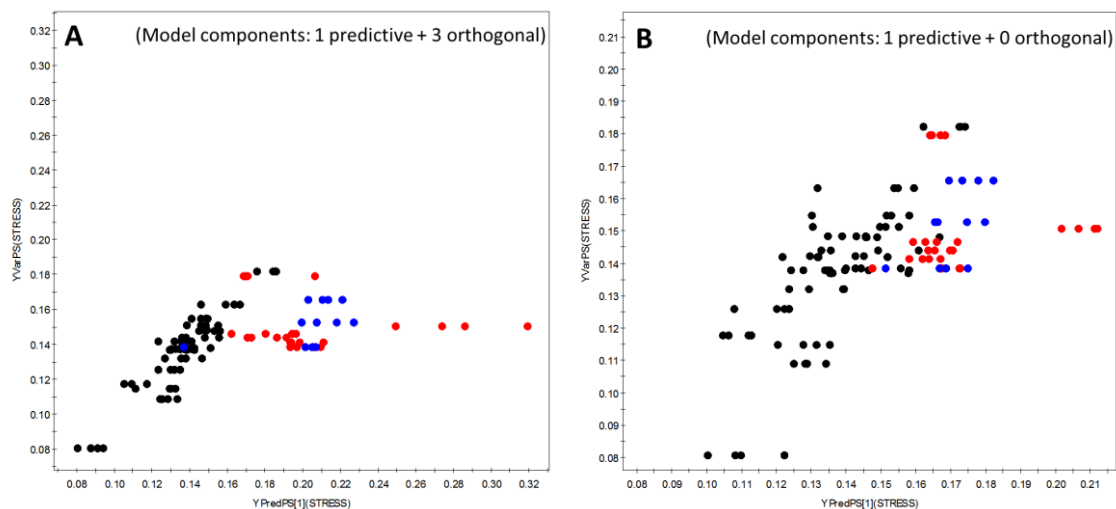 A
(Model components: 1 predictive + 3 orthogonal)
0.32
0.30
0.28
0.26
0.24
0.22
0.20
0.18
0.16
0.14
0.12
0.10
0.08
YVarPS(STRESS)
0.08 0.10 0.12 0.14 0.16 0.18 0.20 0.22 0.24 0.26 0.28 0.30 0.32
YPredPS[1](STRESS)
B
(Model components: 1 predictive + 0 orthogonal)
0.21
0.20
0.19
0.18
0.17
0.16
0.15
0.14
0.13
0.12
0.11
0.10
0.09
0.08
YVarPS(STRESS)
0.08 0.09 0.10 0.11 0.12 0.13 0.14 0.15 0.16 0.17 0.18 0.19 0.20 0.21
YPredPS[1](STRESS)